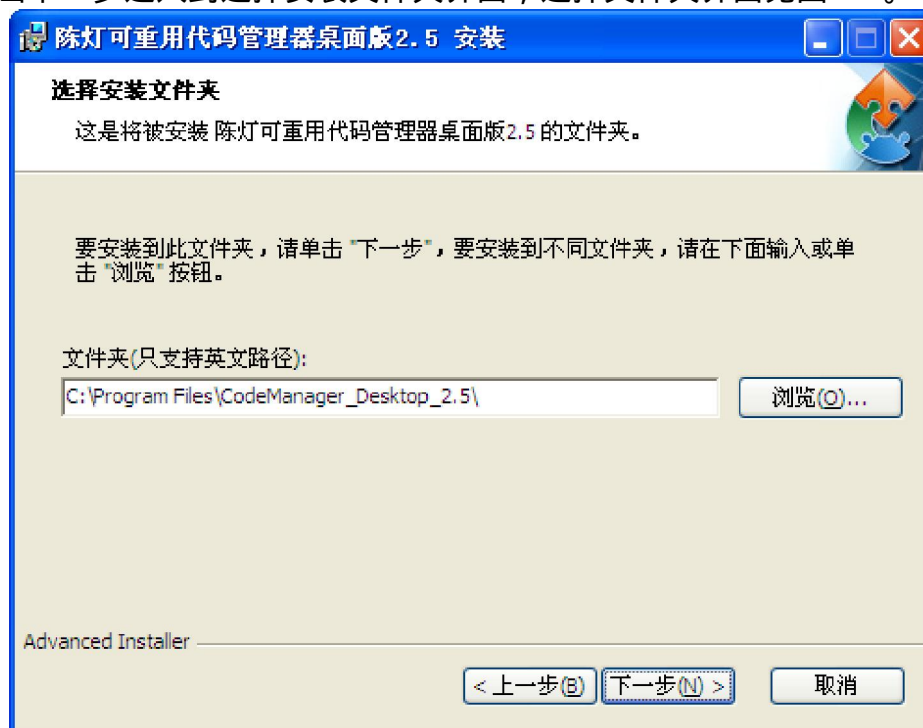 陈灯可重用代码管理器桌面版2.5 安装
选择安装文件夹
这是将被安装 陈灯可重用代码管理器桌面版2.5 的文件夹。
要安装到此文件夹，请单击 "下一步"，要安装到不同文件夹，请在下面输入或单
击 "浏览" 按钮。
文件夹(只支持英文路径):
C:\Program Files\CodeManager_Desktop_2.5\
浏览(O)...
Advanced Installer
< 上一步(B)
下一步(N) >
取消